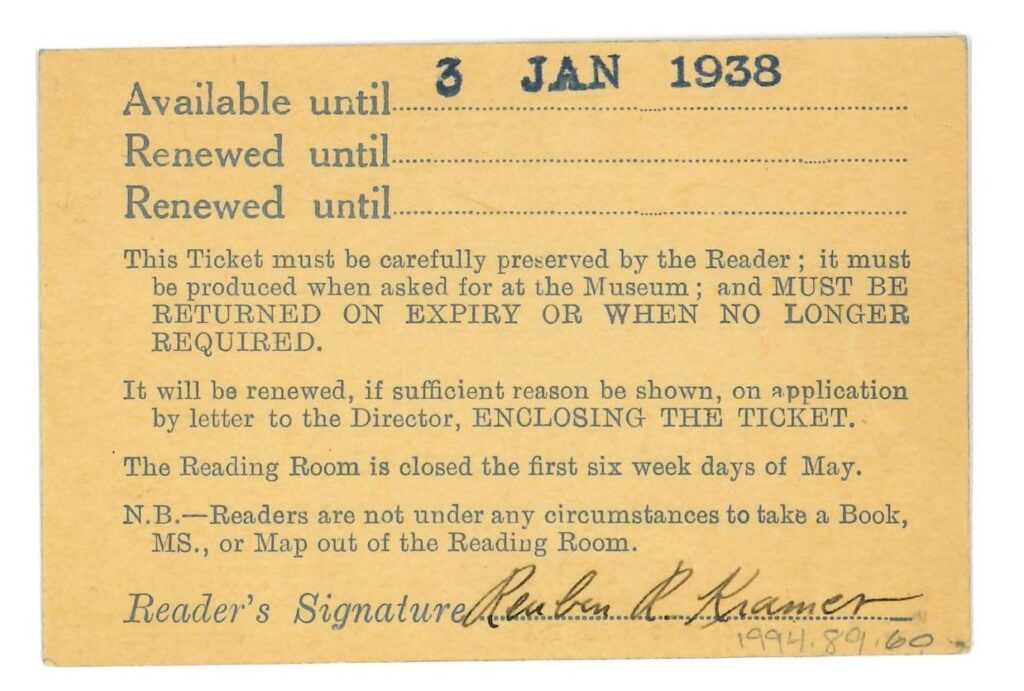 Available until 3 JAN 1938
Renewed until
Renewed until
This Ticket must be carefully preserved by the Reader ; it must
be produced when asked for at the Museum ; and MUST BE
RETURNED ON EXPIRY OR WHEN NO LONGER
REQUIRED.
It will be renewed, if sufficient reason be shown, on application
by letter to the Director, ENCLOSING THE TICKET.
The Reading Room is closed the first six week days of May.
N.B.—Readers are not under any circumstances to take a Book,
MS., or Map out of the Reading Room.
Reader's Signature Reuben R. Kramer
1994.89.60